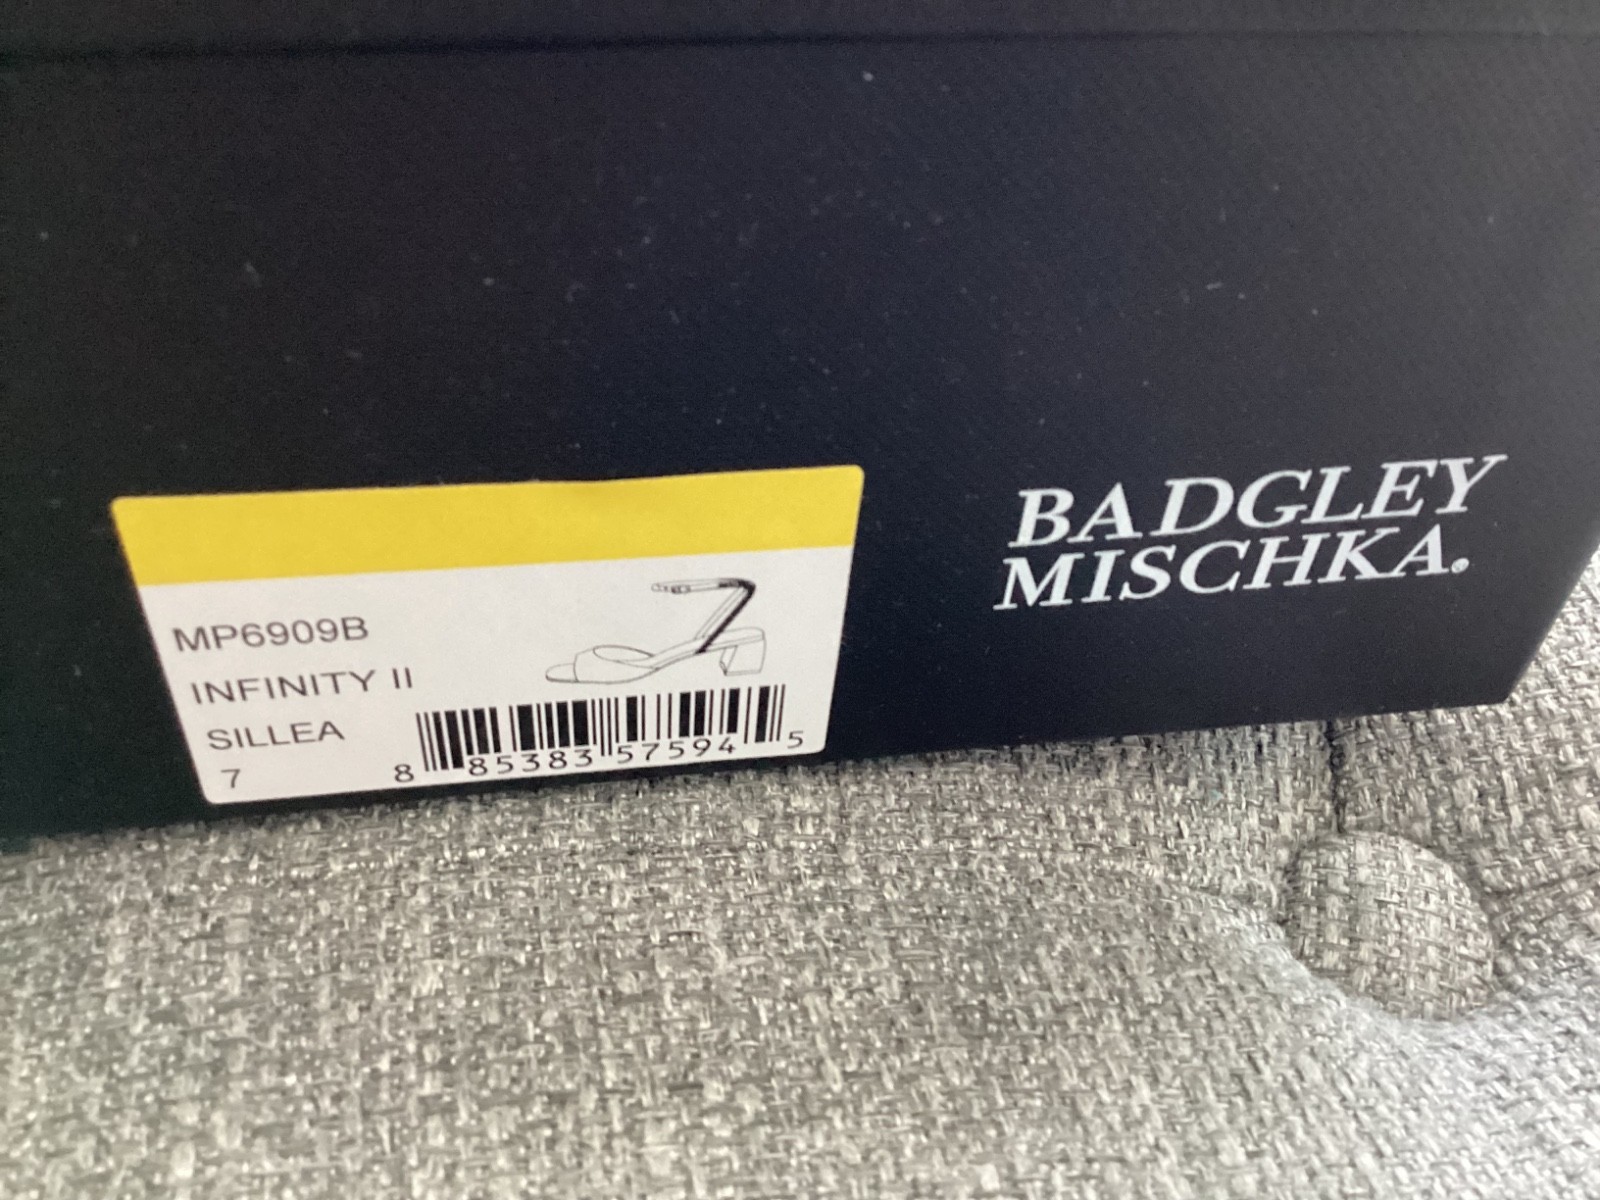 BADGLEY
MISCHKA.
MP6909B
INFINITY II
SILLEA
7
8 85383 57594 5